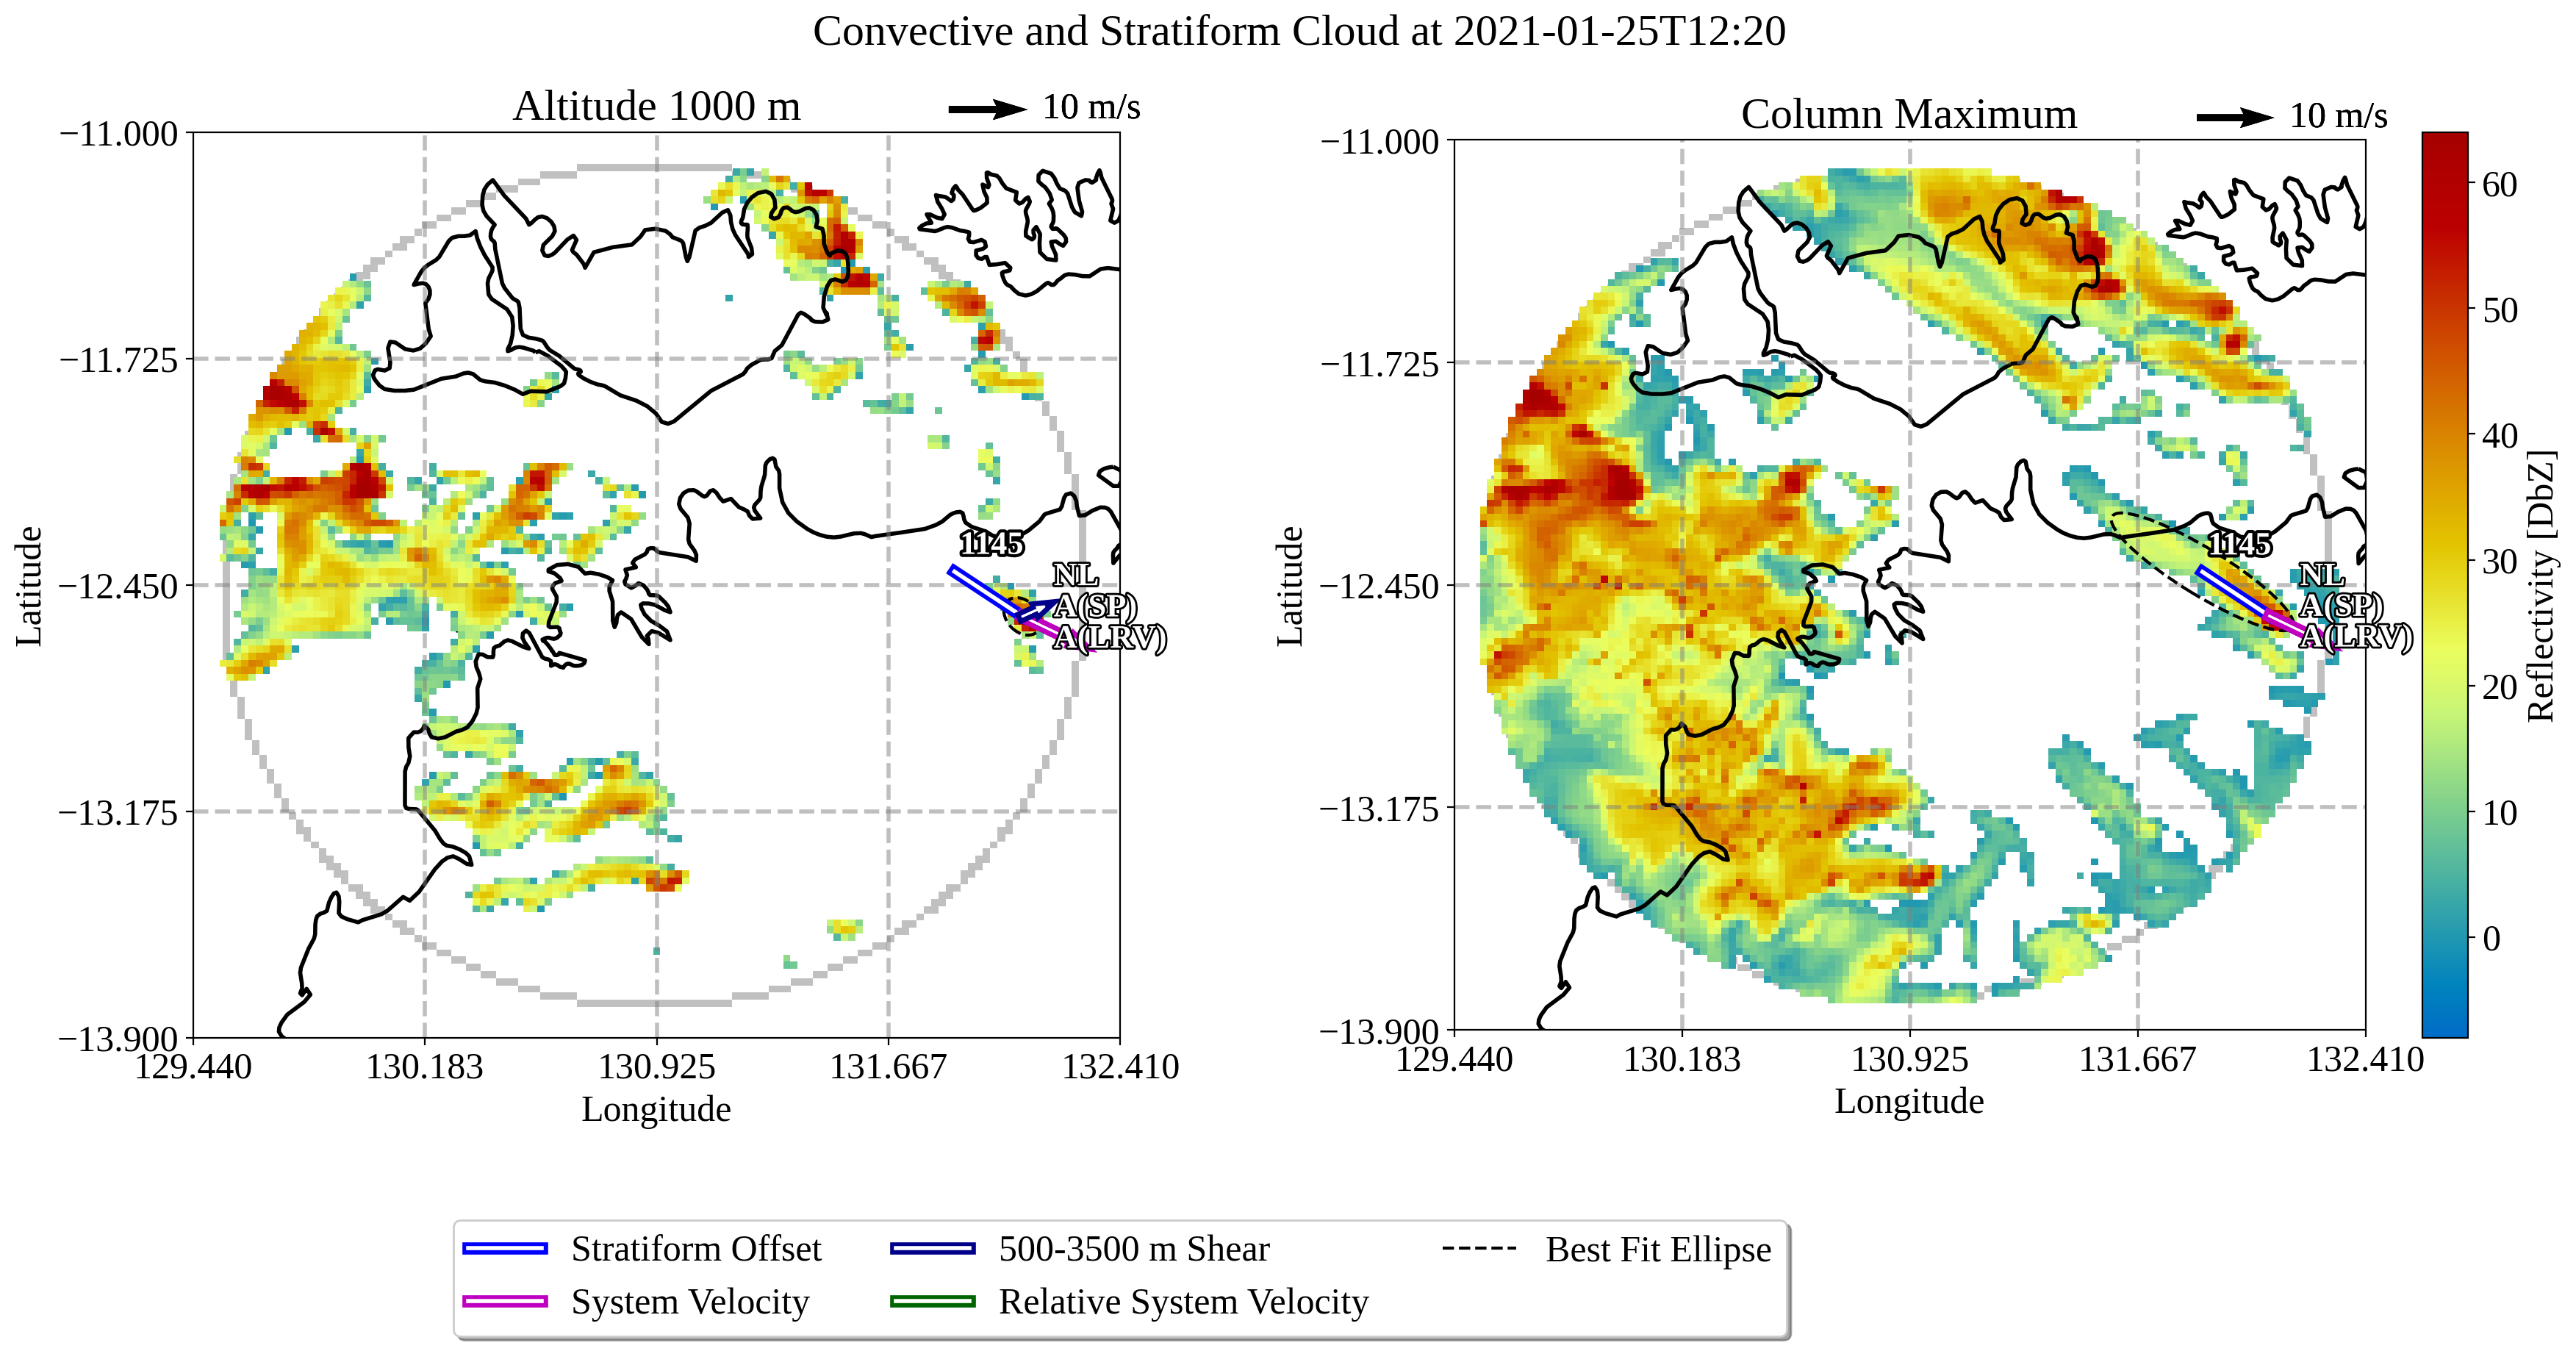 Convective and Stratiform Cloud at 2021-01-25T12:20
Altitude 1000 m
10 m/s
−11.000
−11.725
−12.450
−13.175
−13.900
Latitude
129.440
130.183
130.925
131.667
132.410
Longitude
1145
NL
A(SP)
A(LRV)
Column Maximum
10 m/s
−11.000
−11.725
−12.450
−13.175
−13.900
Latitude
129.440
130.183
130.925
131.667
132.410
Longitude
1145
NL
A(SP)
A(LRV)
60
50
40
30
20
10
0
Reflectivity [DbZ]
Stratiform Offset
System Velocity
500-3500 m Shear
Relative System Velocity
Best Fit Ellipse